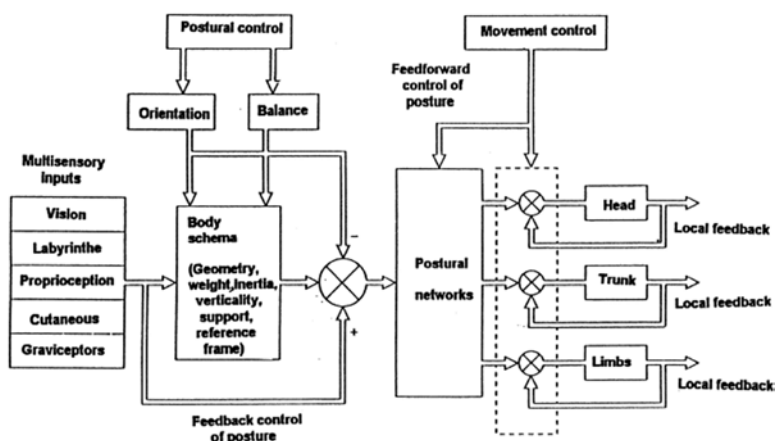 Postural control
Movement control
Feedforward
control of
posture
Orientation
Balance
Multisensory
inputs
Vision
Labyrinthe
Proprioception
Cutaneous
Graviceptors
Body
schema
(Geometry,
weight,inertia,
verticality,
support,
reference
frame)
–
+
Feedback control
of posture
Postural
networks
Head
Local feedback
Trunk
Local feedback
Limbs
Local feedback